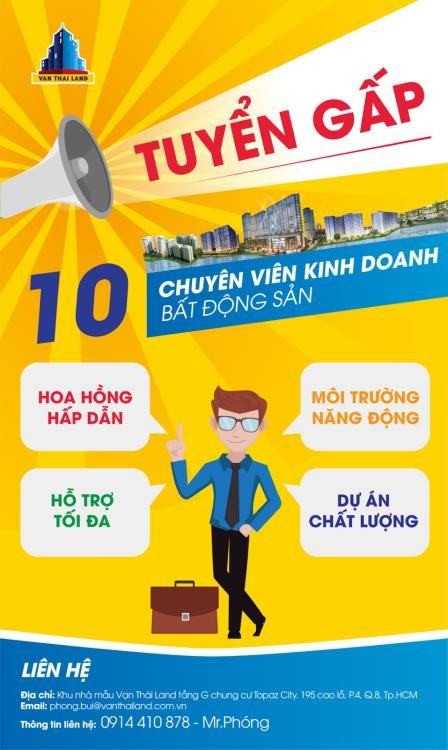 VAN THAI LAND
TUYỂN GẤP
10
CHUYÊN VIÊN KINH DOANH
BẤT ĐỘNG SẢN
HOA HỒNG
HẤP DẪN
MÔI TRƯỜNG
NĂNG ĐỘNG
HỖ TRỢ
TỐI ĐA
DỰ ÁN
CHẤT LƯỢNG
LIÊN HỆ
Địa chỉ: Khu nhà mẫu Vạn Thái Land tầng G chung cư Topaz City. 195 cao lỗ, P.4, Q.8, Tp.HCM
Email: phong.bui@vanthailand.com.vn
Thông tin liên hệ: 0914 410 878 - Mr.Phóng